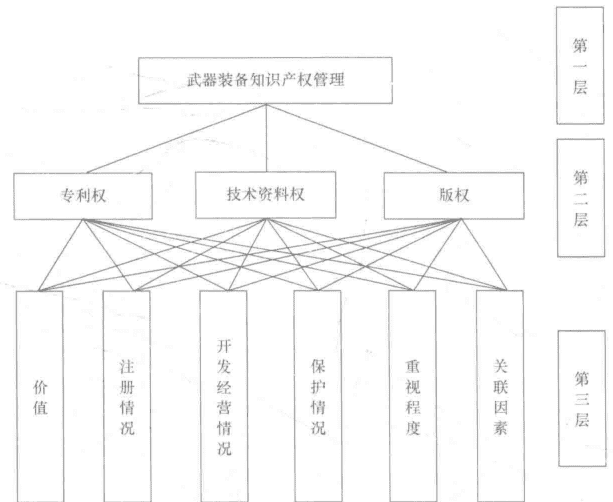 第一层
武器装备知识产权管理
第二层
专利权
技术资料权
版权
第三层
价值
注册情况
开发经营情况
保护情况
重视程度
关联因素